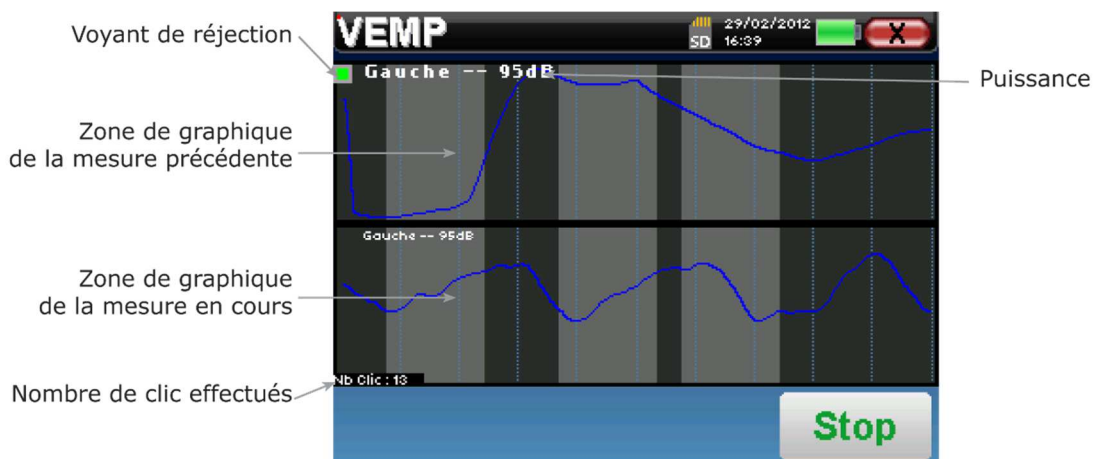 Voyant de réjection
VEMP
SD
29/02/2012
16:39
X
Gauche -- 95dB
Puissance
Zone de graphique
de la mesure précédente
Gauche -- 95dB
Zone de graphique
de la mesure en cours
Nb Clic : 13
Nombre de clic effectués
Stop